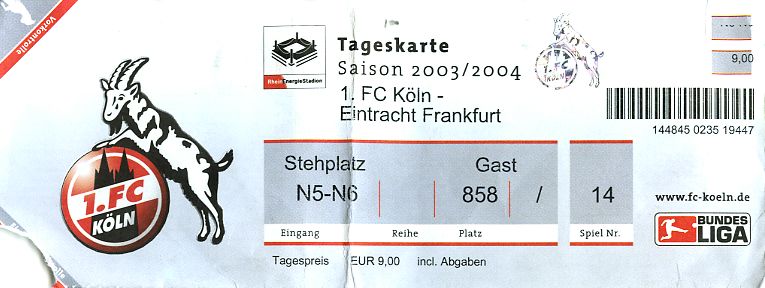 Vorkontrolle
Tageskarte
Saison 2003/2004
1. FC Köln -
Eintracht Frankfurt
RheinEnergieStadion
9,00
144845 0235 19447
Stehplatz Gast
N5-N6 858 / 14
Eingang Reihe Platz Spiel Nr.
Tagespreis EUR 9,00 incl. Abgaben
www.fc-koeln.de
BUNDES
LIGA
1. FC
KÖLN